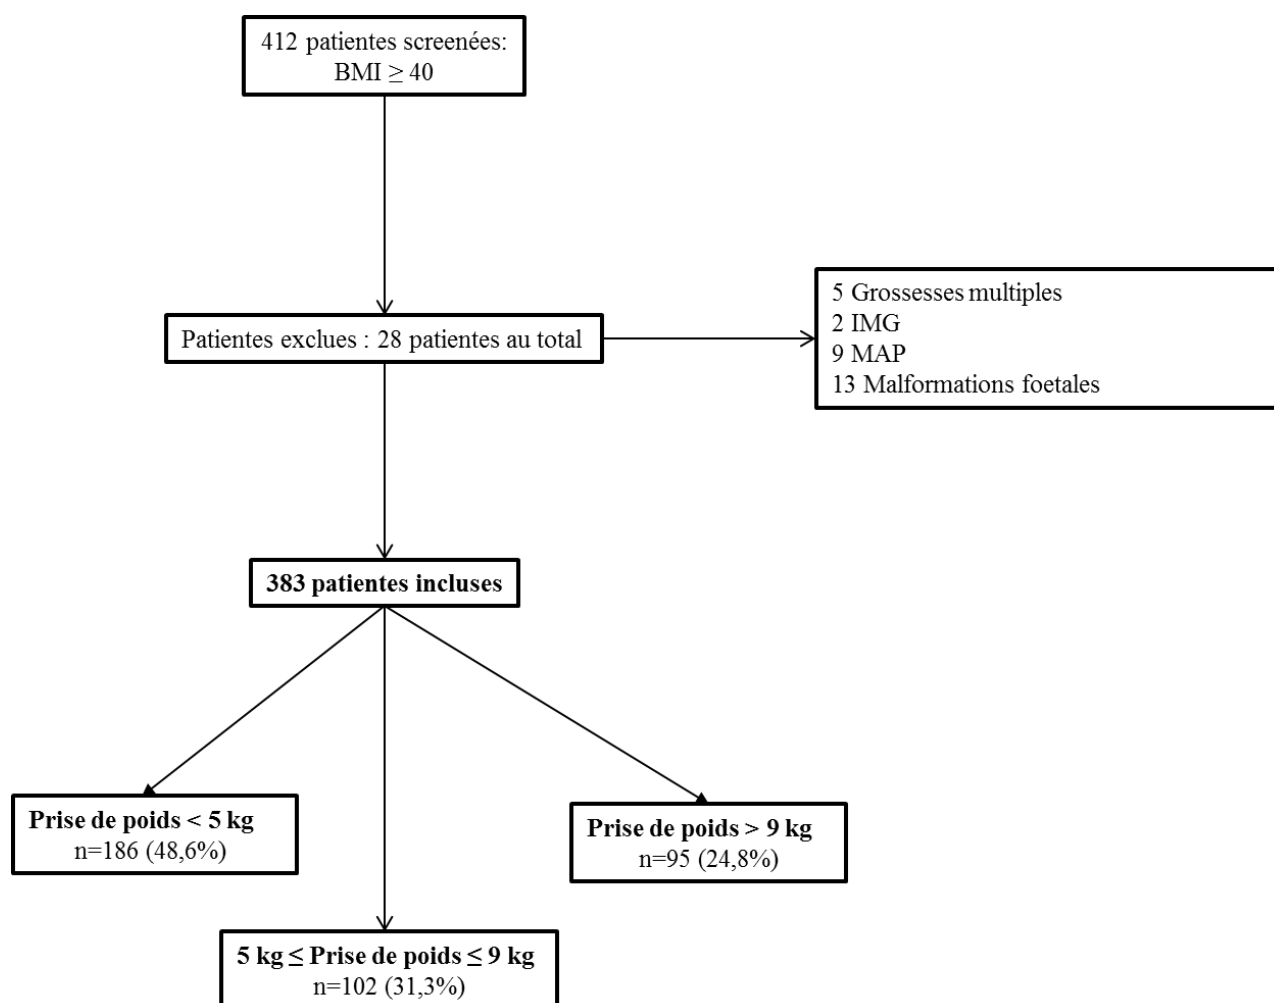 412 patientes screenées:
BMI ≥ 40
Patientes exclues : 28 patientes au total
5 Grossesses multiples
2 IMG
9 MAP
13 Malformations foetales
383 patientes incluses
Prise de poids < 5 kg
n=186 (48,6%)
Prise de poids > 9 kg
n=95 (24,8%)
5 kg ≤ Prise de poids ≤ 9 kg
n=102 (31,3%)